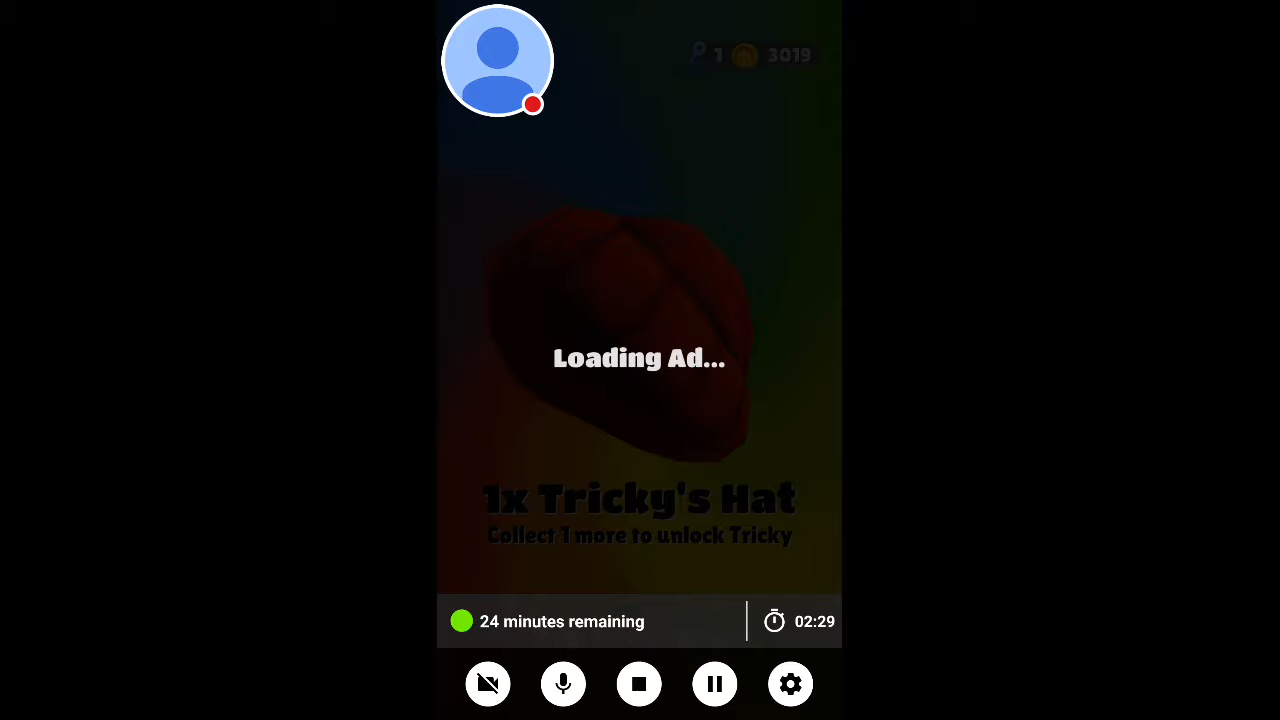 1 3019
Loading Ad...
1x Tricky's Hat
Collect 1 more to unlock Tricky
24 minutes remaining
02:29